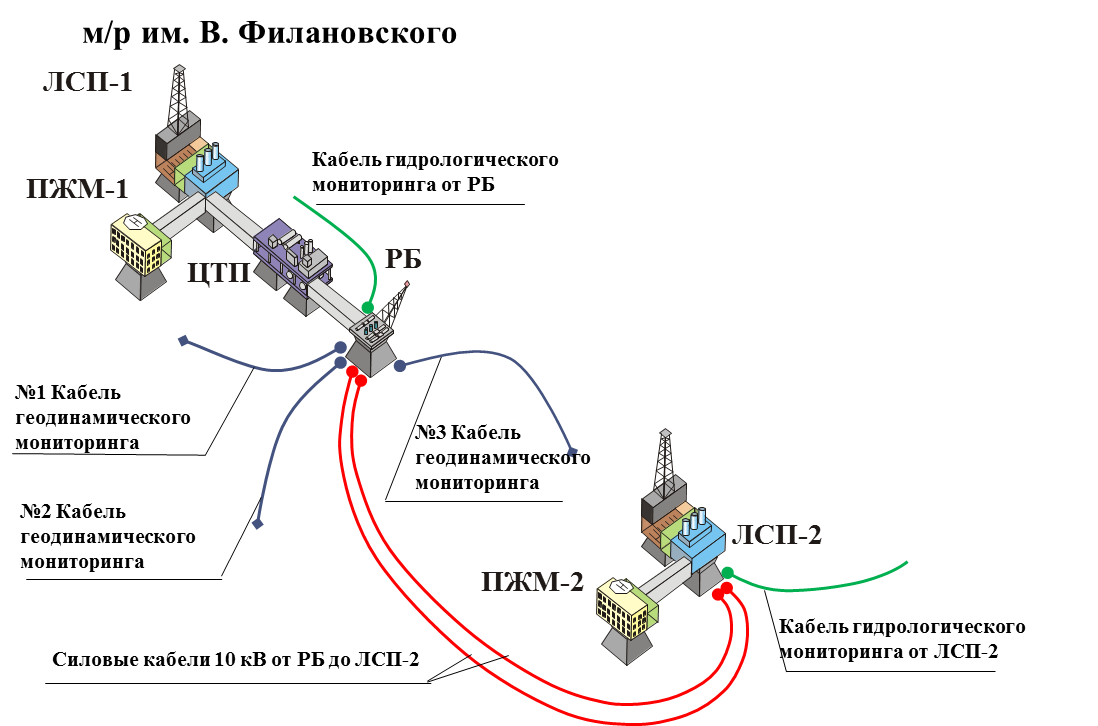 м/р им. В. Филановского
ЛСП-1
Кабель гидрологического
мониторинга от РБ
ПЖМ-1
РБ
ЦТП
№1 Кабель
геодинамического
мониторинга
№3 Кабель
геодинамического
мониторинга
№2 Кабель
геодинамического
мониторинга
ЛСП-2
ПЖМ-2
Кабель гидрологического
мониторинга от ЛСП-2
Силовые кабели 10 кВ от РБ до ЛСП-2